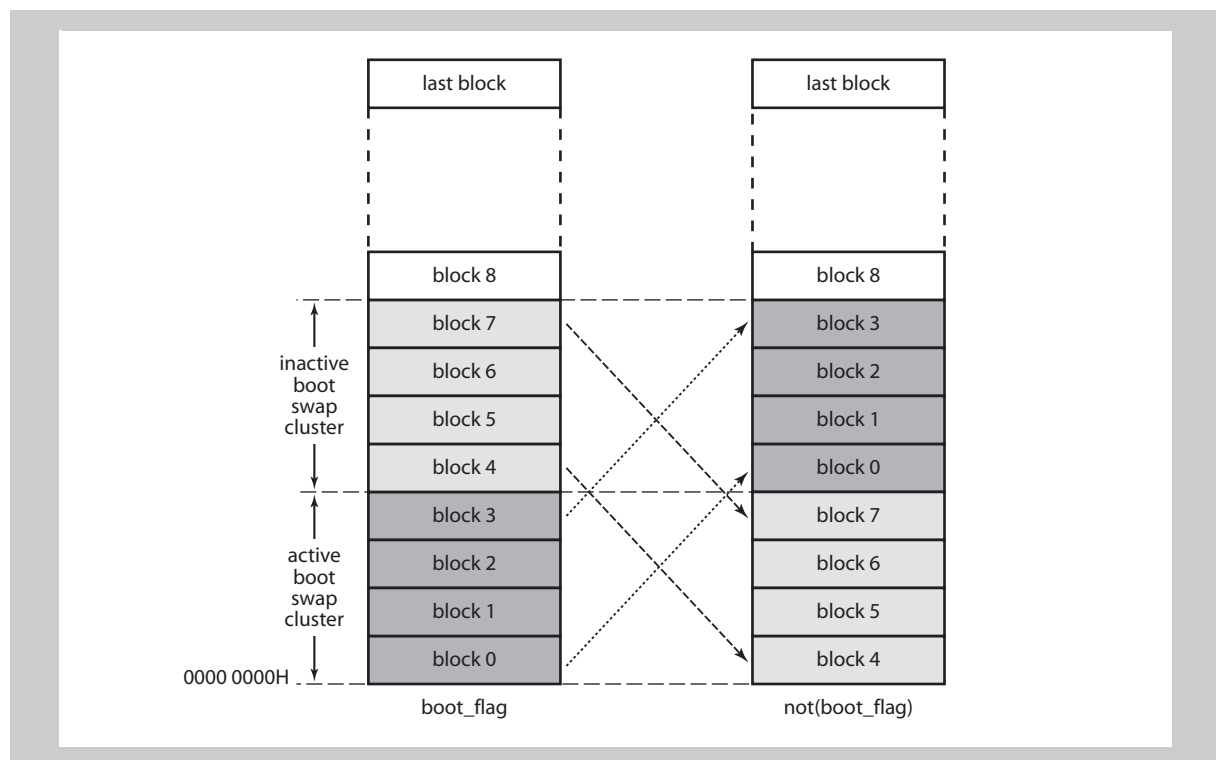 last block
last block
block 8
block 8
block 7
block 3
inactive
boot
swap
cluster
block 6
block 2
block 5
block 1
block 4
block 0
block 3
block 7
active
boot
swap
cluster
block 2
block 6
block 1
block 5
block 0
block 4
0000 0000H
boot_flag
not(boot_flag)